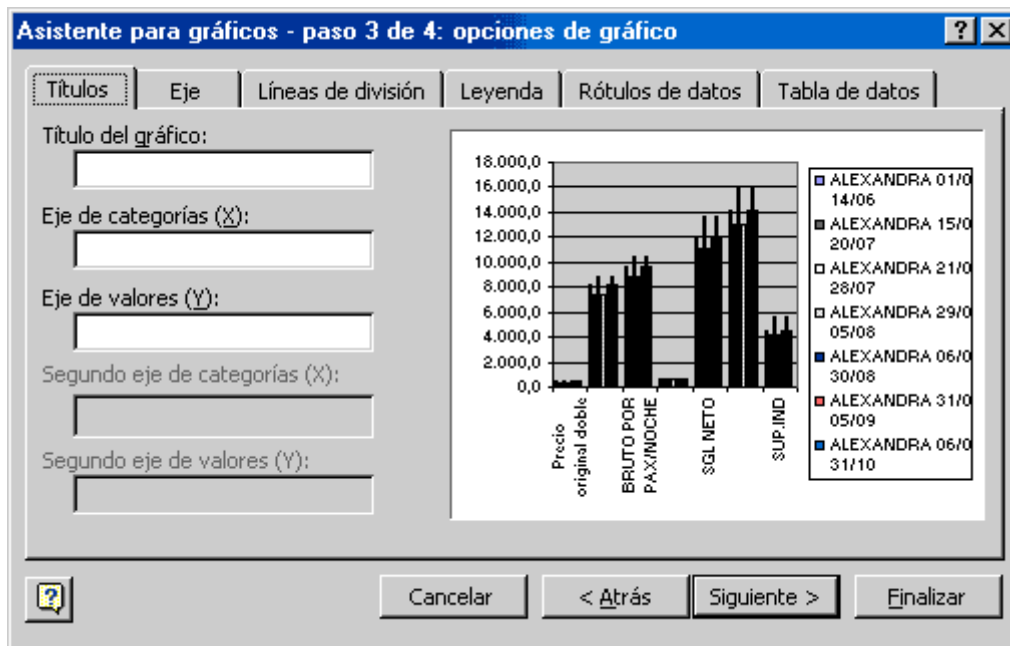 Asistente para gráficos - paso 3 de 4: opciones de gráfico
Títulos
Eje
Líneas de división
Leyenda
Rótulos de datos
Tabla de datos
Título del gráfico:
Eje de categorías (X):
Eje de valores (Y):
Segundo eje de categorías (X):
Segundo eje de valores (Y):
18.000,0
16.000,0
14.000,0
12.000,0
10.000,0
8.000,0
6.000,0
4.000,0
2.000,0
0,0
Precio
original doble
BRUTO POR
PAX/NOCHE
SGL NETO
SUP.IND
ALEXANDRA 01/0
14/06
ALEXANDRA 15/0
20/07
ALEXANDRA 21/0
28/07
ALEXANDRA 29/0
05/08
ALEXANDRA 06/0
30/08
ALEXANDRA 31/0
05/09
ALEXANDRA 06/0
31/10
Cancelar
< Atrás
Siguiente >
Finalizar